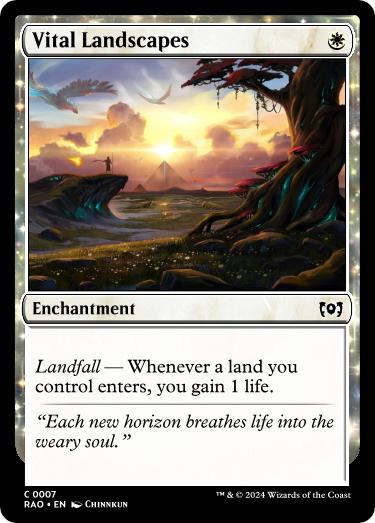 Vital Landscapes
Enchantment
Landfall — Whenever a land you
control enters, you gain 1 life.
“Each new horizon breathes life into the
weary soul.”
C 0007
RAO • EN Chinnkun
™ & © 2024 Wizards of the Coast